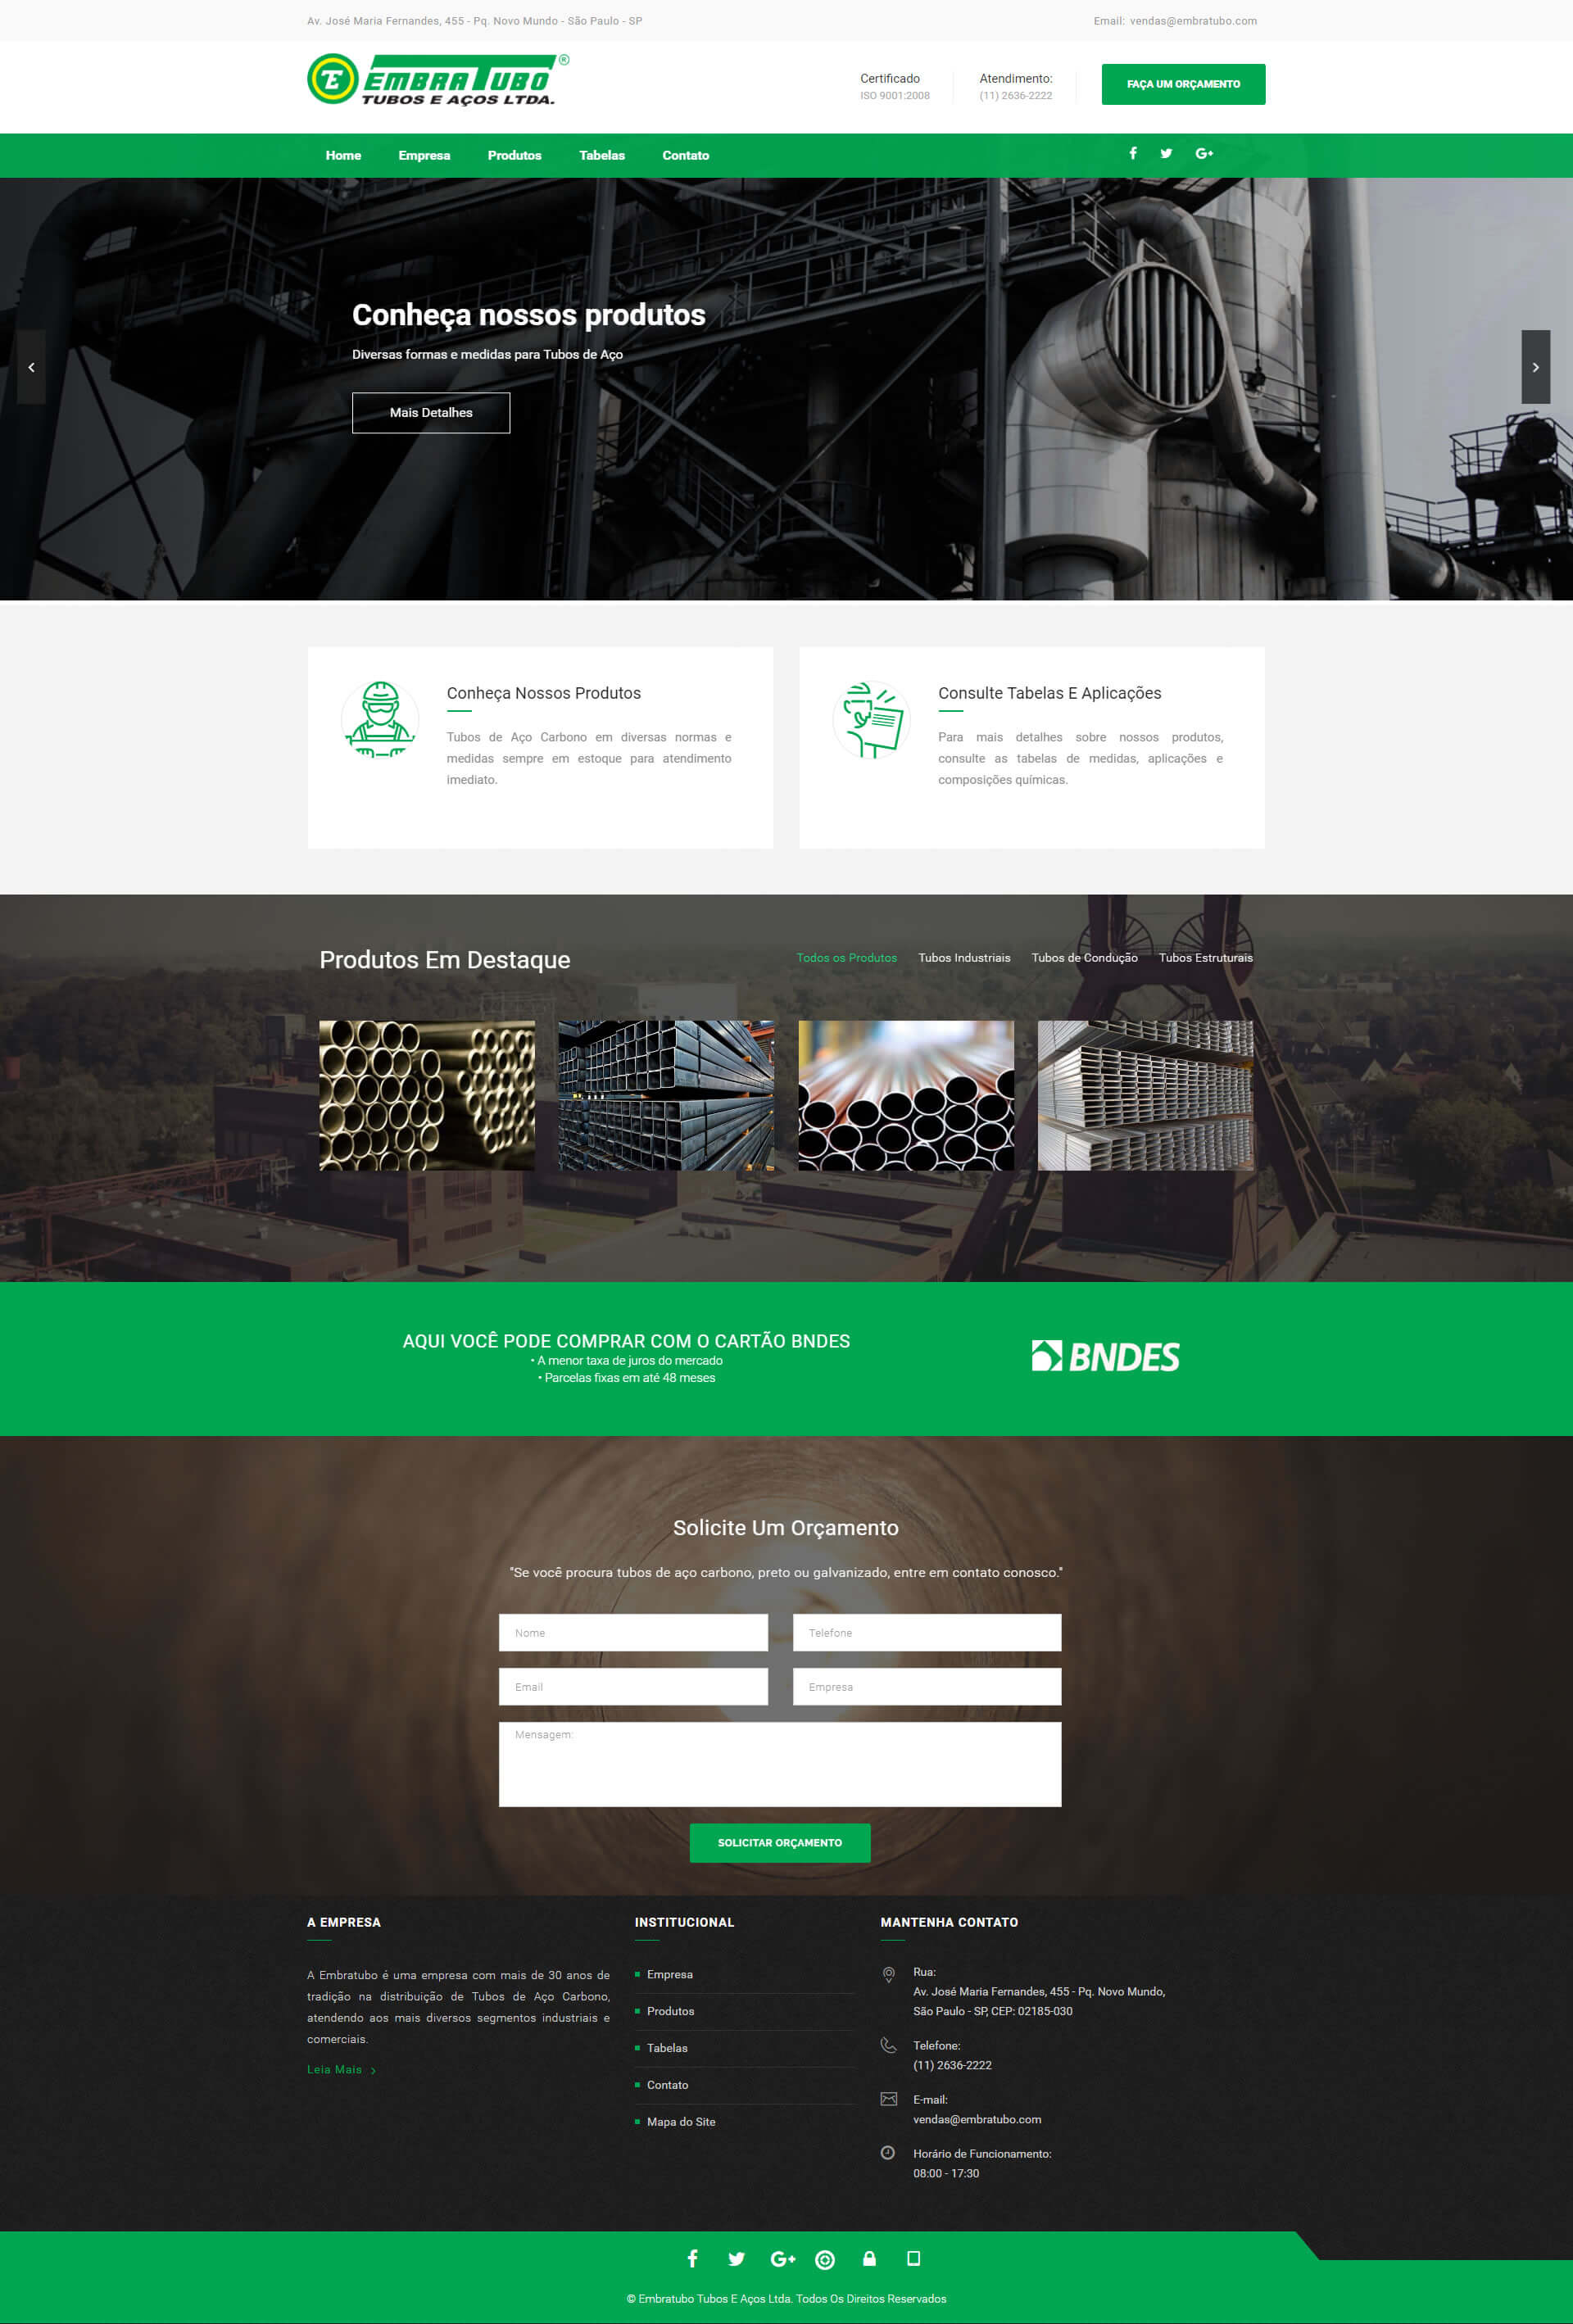 Av. José Maria Fernandes, 455 - Pq. Novo Mundo - São Paulo - SP
Email: vendas@embratubo.com
EMBRATUBO ®
TUBOS E AÇOS LTDA.
Certificado
ISO 9001:2008
Atendimento:
(11) 2636-2222
FAÇA UM ORÇAMENTO
Home Empresa Produtos Tabelas Contato
Conheça nossos produtos
Diversas formas e medidas para Tubos de Aço
Mais Detalhes
Conheça Nossos Produtos
Tubos de Aço Carbono em diversas normas e
medidas sempre em estoque para atendimento
imediato.
Consulte Tabelas E Aplicações
Para mais detalhes sobre nossos produtos,
consulte as tabelas de medidas, aplicações e
composições químicas.
Produtos Em Destaque
Todos os Produtos Tubos Industriais Tubos de Condução Tubos Estruturais
AQUI VOCÊ PODE COMPRAR COM O CARTÃO BNDES
• A menor taxa de juros do mercado
• Parcelas fixas em até 48 meses
BNDES
Solicite Um Orçamento
"Se você procura tubos de aço carbono, preto ou galvanizado, entre em contato conosco."
Nome
Telefone
Email
Empresa
Mensagem:
SOLICITAR ORÇAMENTO
A EMPRESA
A Embratubo é uma empresa com mais de 30 anos de
tradição na distribuição de Tubos de Aço Carbono,
atendendo aos mais diversos segmentos industriais e
comerciais.
Leia Mais
INSTITUCIONAL
Empresa
Produtos
Tabelas
Contato
Mapa do Site
MANTENHA CONTATO
Rua:
Av. José Maria Fernandes, 455 - Pq. Novo Mundo,
São Paulo - SP, CEP: 02185-030
Telefone:
(11) 2636-2222
E-mail:
vendas@embratubo.com
Horário de Funcionamento:
08:00 - 17:30
© Embratubo Tubos E Aços Ltda. Todos Os Direitos Reservados